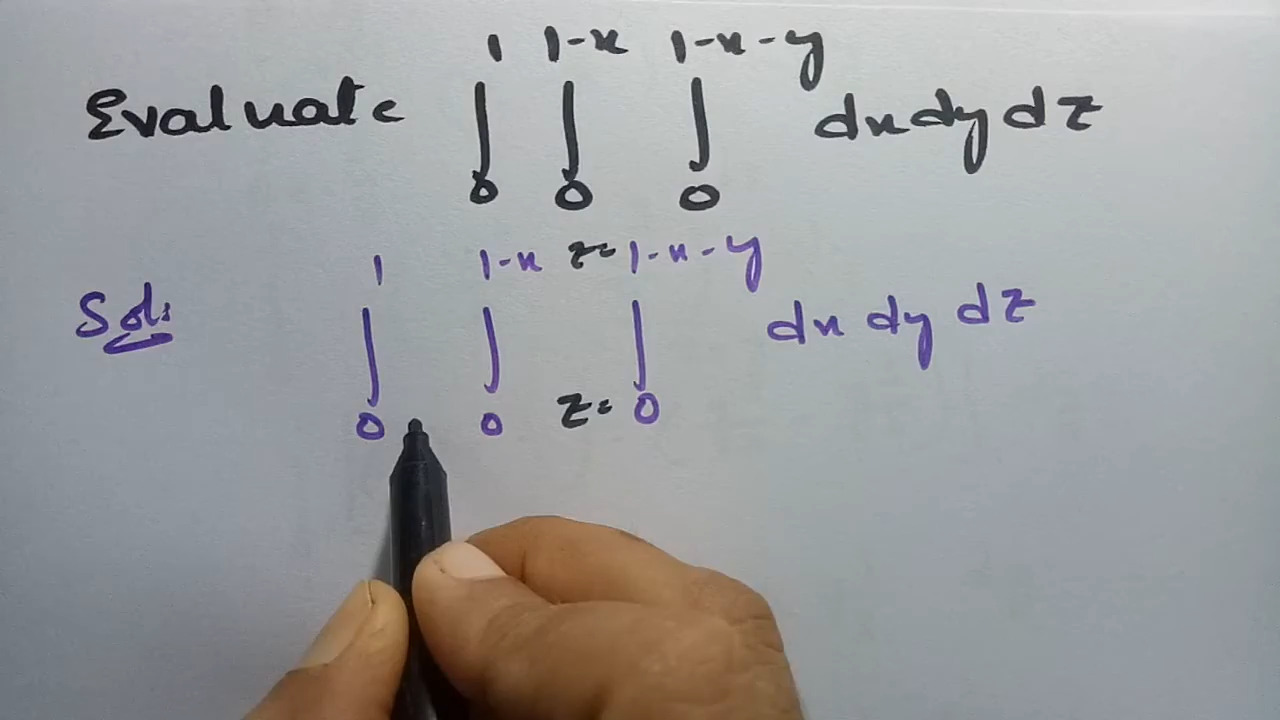 1 1-x 1-x-y
Evaluate ∫ ∫ ∫ dx dy dz
0 0 0
1 1-x z= 1-x-y
Sol: ∫ ∫ ∫ dx dy dz
0 0 z= 0